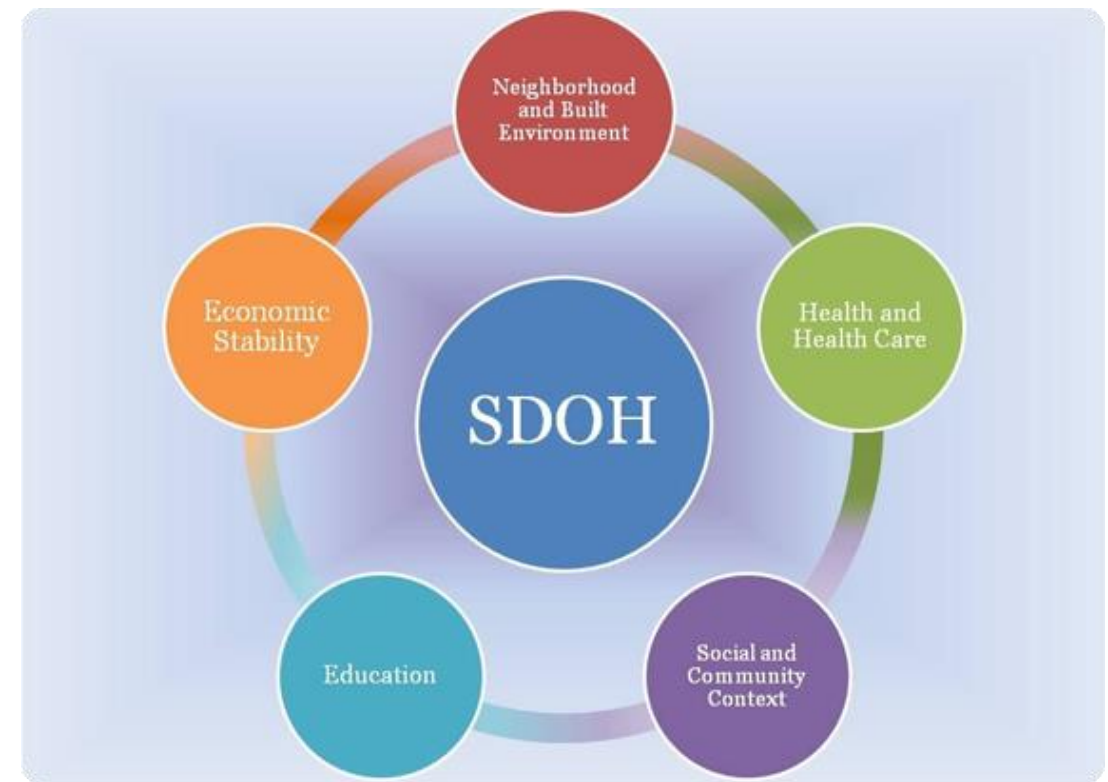 Neighborhood
and Built
Environment
Economic
Stability
Health and
Health Care
SDOH
Education
Social and
Community
Context